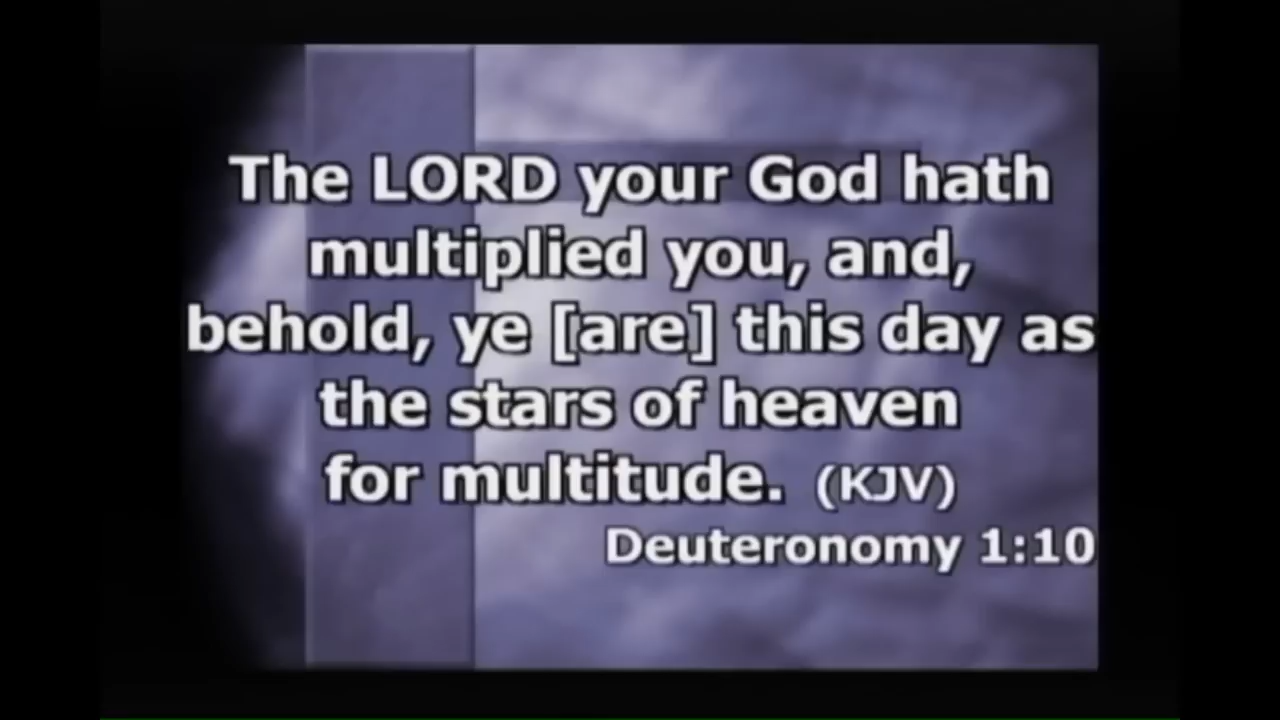 The LORD your God hath
multiplied you, and,
behold, ye [are] this day as
the stars of heaven
for multitude. (KJV)
Deuteronomy 1:10